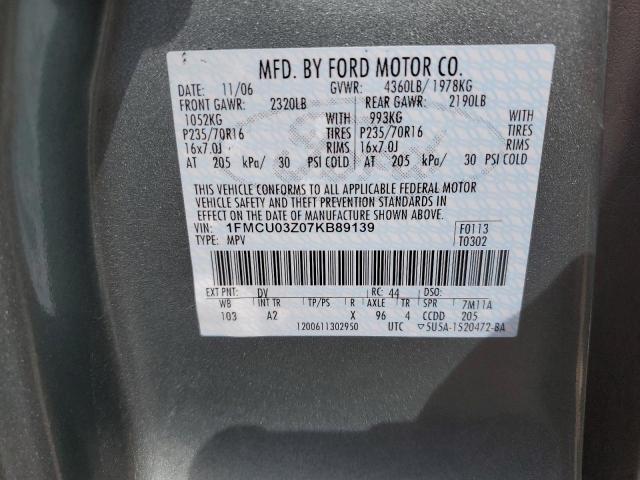 MFD. BY FORD MOTOR CO.
DATE: 11/06 GVWR: 4360LB/1978KG
FRONT GAWR: 2320LB REAR GAWR: 2190LB
1052KG WITH 993KG WITH
P235/70R16 TIRES P235/70R16 TIRES
16x7.0J RIMS 16x7.0J RIMS
AT 205 kPa/ 30 PSI COLD AT 205 kPa/ 30 PSI COLD
THIS VEHICLE CONFORMS TO ALL APPLICABLE FEDERAL MOTOR
VEHICLE SAFETY AND THEFT PREVENTION STANDARDS IN
EFFECT ON THE DATE OF MANUFACTURE SHOWN ABOVE.
VIN: 1FMCU03Z07KB89139 F0113
TYPE: MPV T0302
EXT PNT: DV RC: 44 DSO:
WB INT TR TP/PS R AXLE TR SPR 7M11A
103 A2 X 96 4 CCDD 205
1200611302950 UTC ▽5U5A-1520472-BA